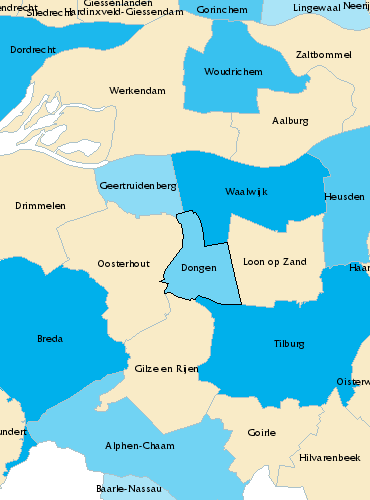 Giessenlanden
endrecht
Sliedrecht
Hardinxveld-Giessendam
Gorinchem
Lingewaal
Neerij
Dordrecht
Zaltbommel
Woudrichem
Werkendam
Aalburg
Geertruidenberg
Waalwijk
Heusden
Drimmelen
Oosterhout
Dongen
Loon op Zand
Haar
Breda
Tilburg
Gilze en Rijen
Oisterw
undert
Goirle
Alphen-Chaam
Hilvarenbeek
Baarle-Nassau